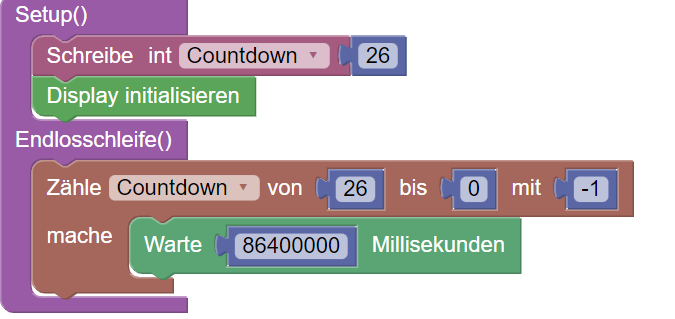 Setup()
Schreibe int Countdown 26
Display initialisieren
Endlosschleife()
Zähle Countdown von 26 bis 0 mit -1
mache Warte 86400000 Millisekunden